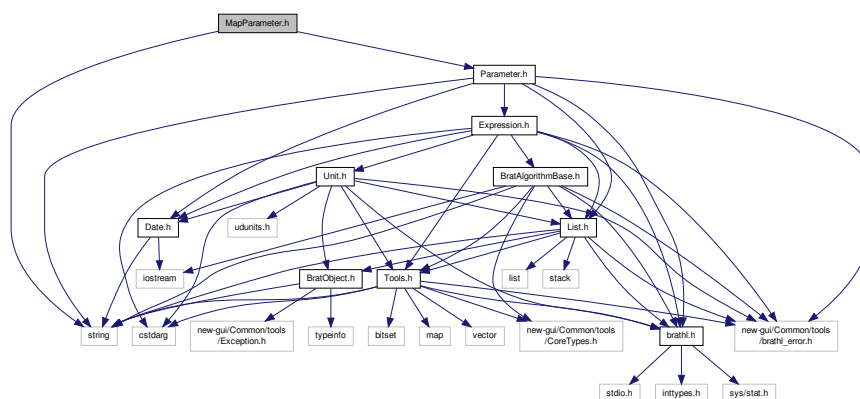 MapParameter.h
Parameter.h
Expression.h
Unit.h
BratAlgorithmBase.h
Date.h
udunits.h
List.h
iostream
BratObject.h
Tools.h
list
stack
string
cstdarg
new-gui/Common/tools
/Exception.h
typeinfo
bitset
map
vector
new-gui/Common/tools
/CoreTypes.h
brathl.h
new-gui/Common/tools
/brathl_error.h
stdio.h
inttypes.h
sys/stat.h